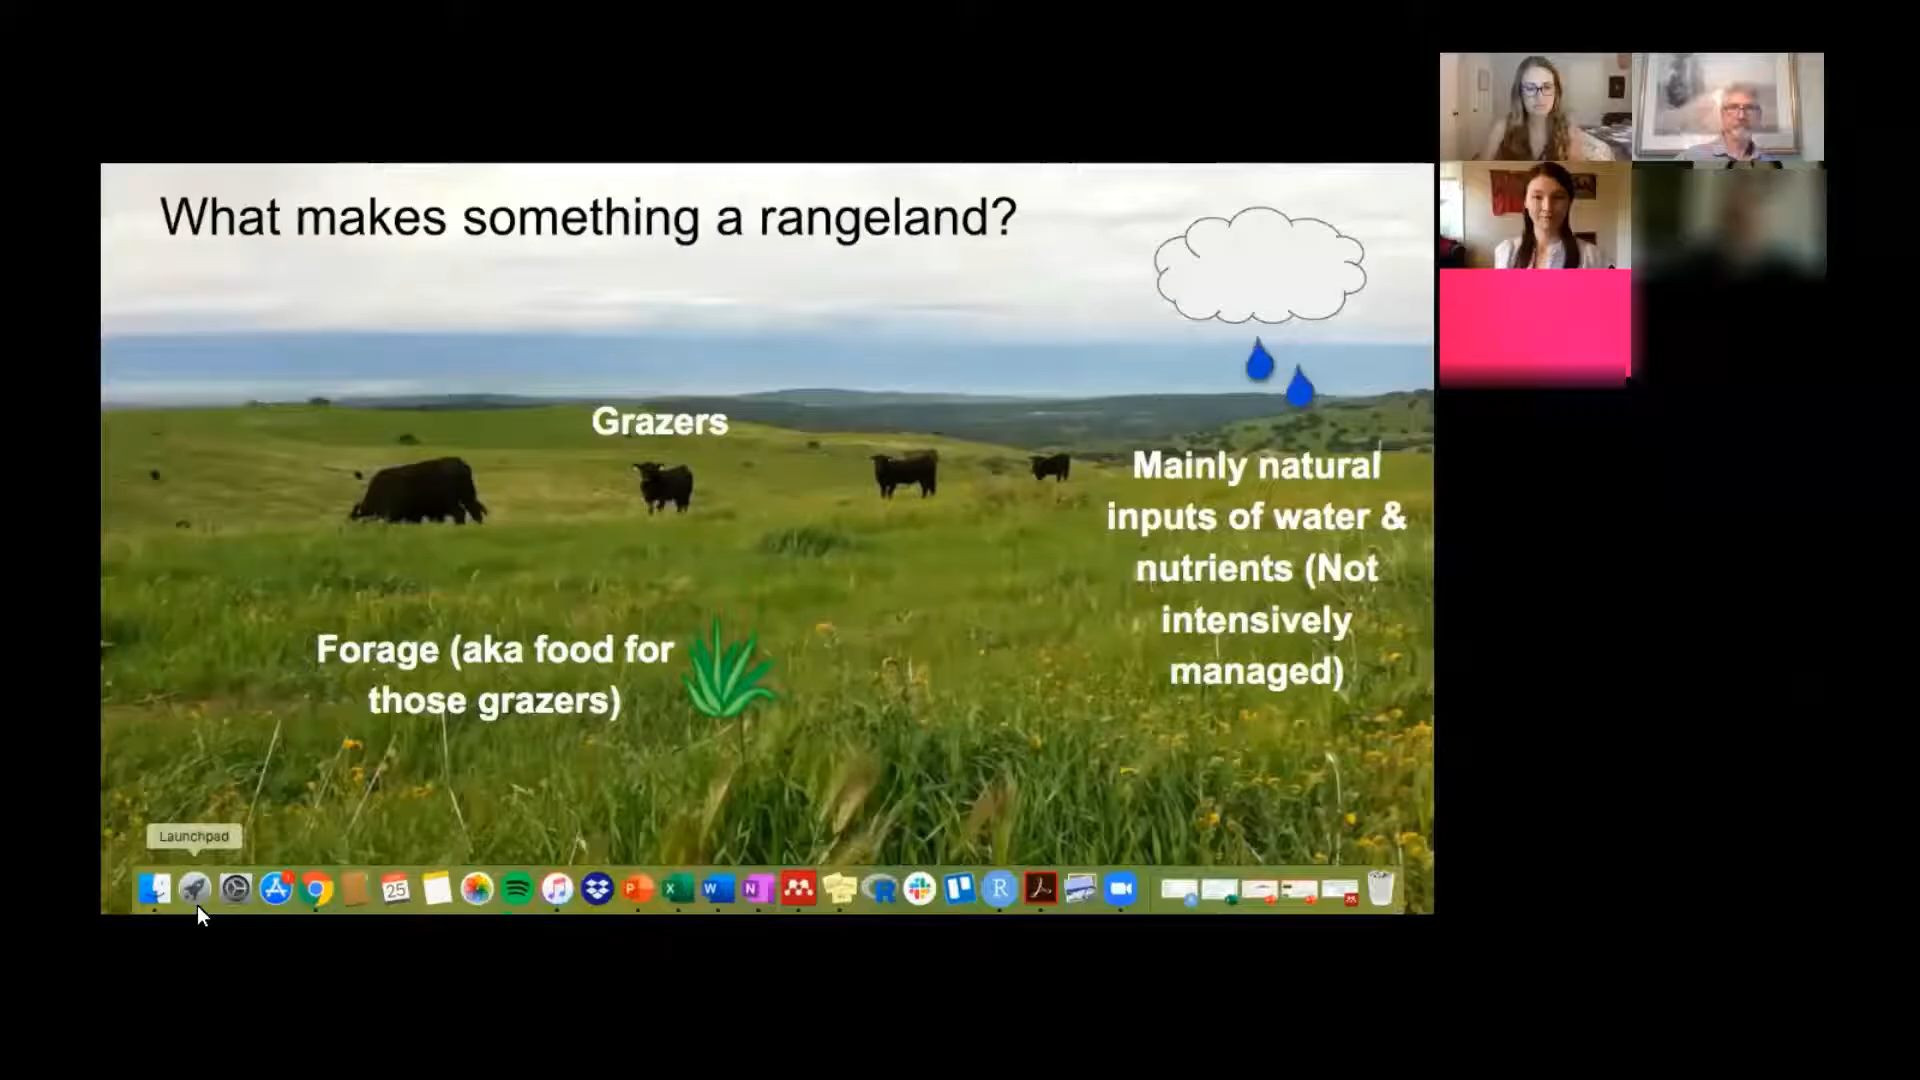 What makes something a rangeland?
Grazers
Mainly natural
inputs of water &
nutrients (Not
intensively
managed)
Forage (aka food for
those grazers)
Launchpad
25
P
X
W
N
R
R